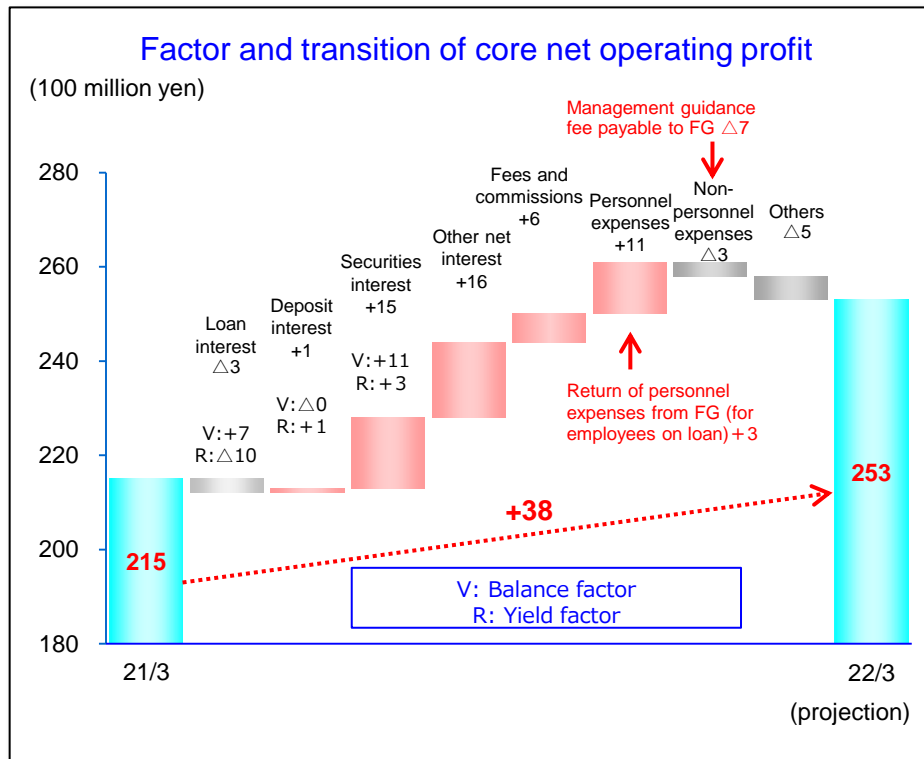 Factor and transition of core net operating profit
(100 million yen)
Management guidance
fee payable to FG △7
280
260
240
220
200
180
Loan
interest
△3
V:+7
R:△10
Deposit
interest
+1
V:△0
R:+1
Securities
interest
+15
V:+11
R:+3
Other net
interest
+16
Fees and
commissions
+6
Personnel
expenses
+11
Non-
personnel
expenses
△3
Others
△5
Return of personnel
expenses from FG (for
employees on loan)+3
215
+38
253
V: Balance factor
R: Yield factor
21/3
22/3
(projection)